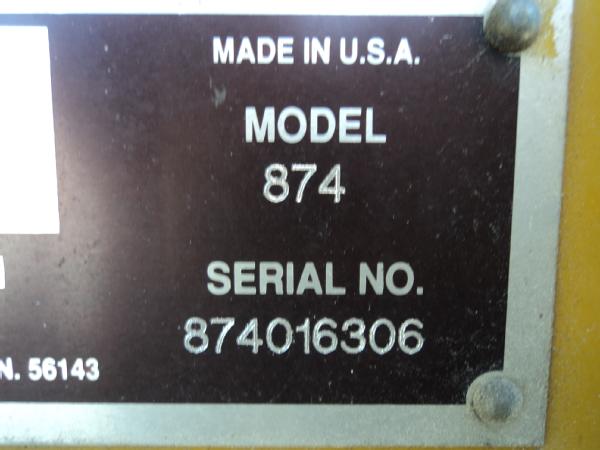 MADE IN U.S.A.
MODEL
874
SERIAL NO.
874016306
N. 56143